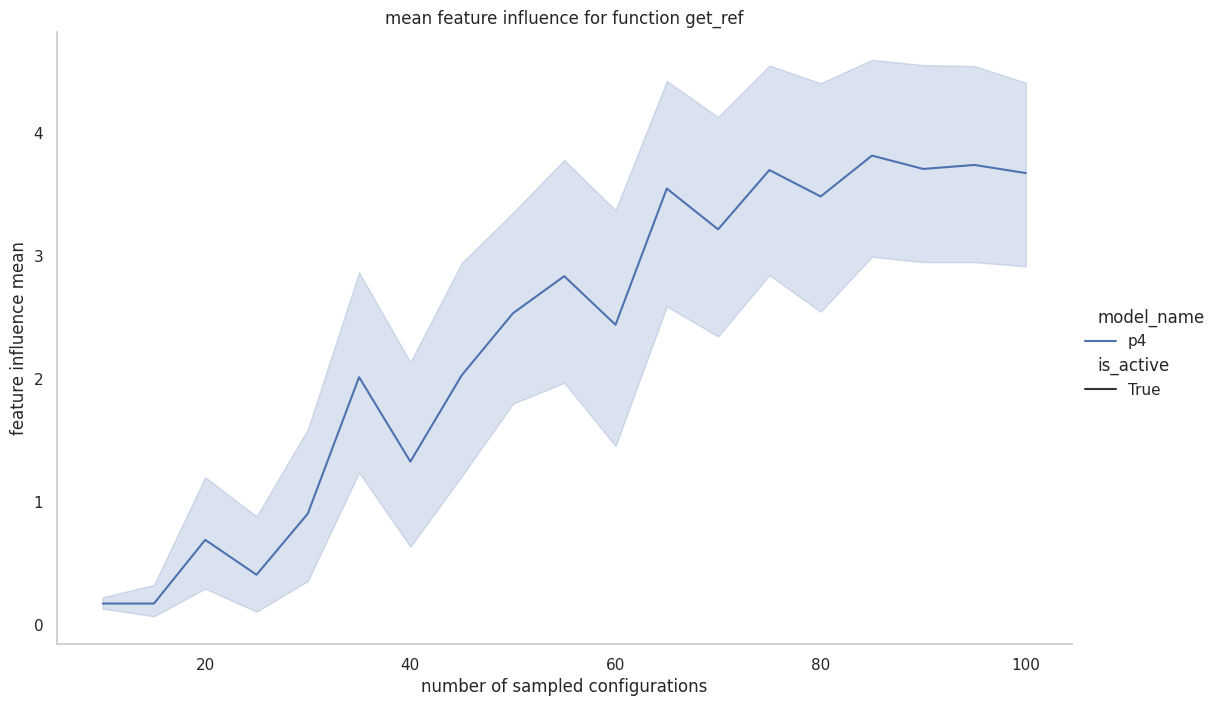 mean feature influence for function get_ref
feature influence mean
4
3
2
1
0
20 40 60 80 100
number of sampled configurations
model_name
p4
is_active
True